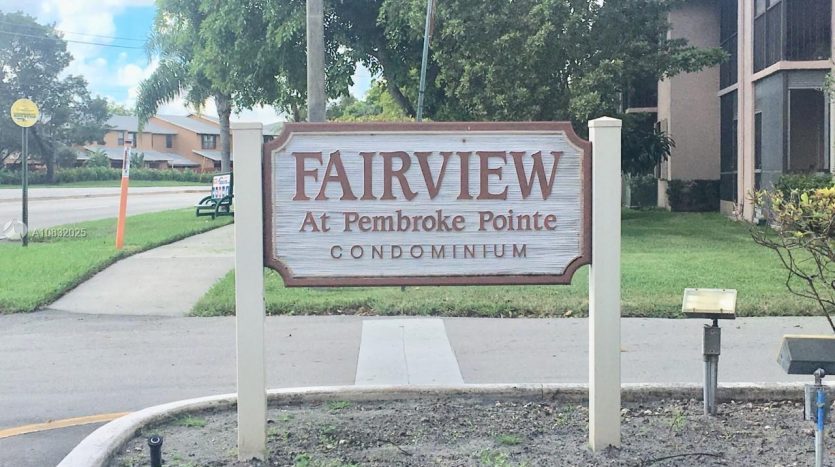 FAIRVIEW
At Pembroke Pointe
CONDOMINIUM
A10832025